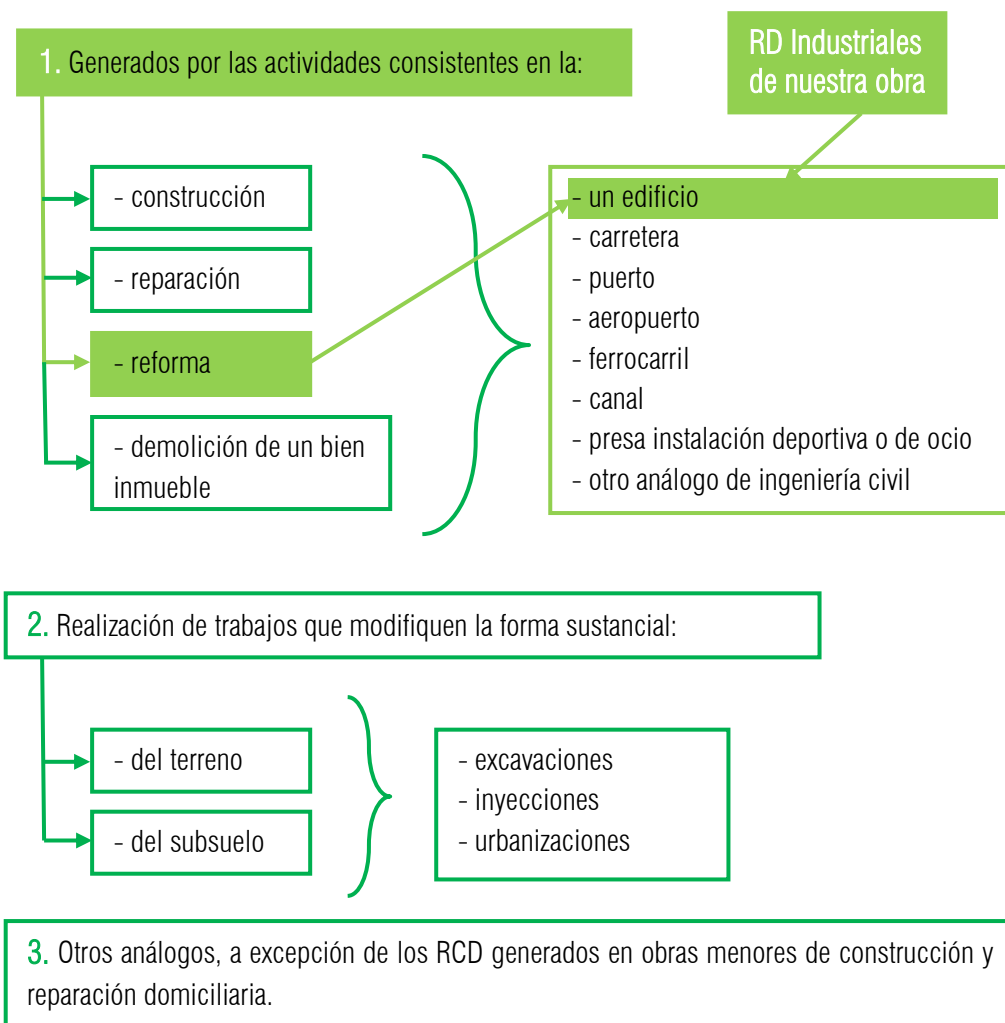 1. Generados por las actividades consistentes en la:
RD Industriales
de nuestra obra
- construcción
- reparación
- reforma
- demolición de un bien
inmueble
- un edificio
- carretera
- puerto
- aeropuerto
- ferrocarril
- canal
- presa instalación deportiva o de ocio
- otro análogo de ingeniería civil
2. Realización de trabajos que modifiquen la forma sustancial:
- del terreno
- del subsuelo
- excavaciones
- inyecciones
- urbanizaciones
3. Otros análogos, a excepción de los RCD generados en obras menores de construcción y
reparación domiciliaria.